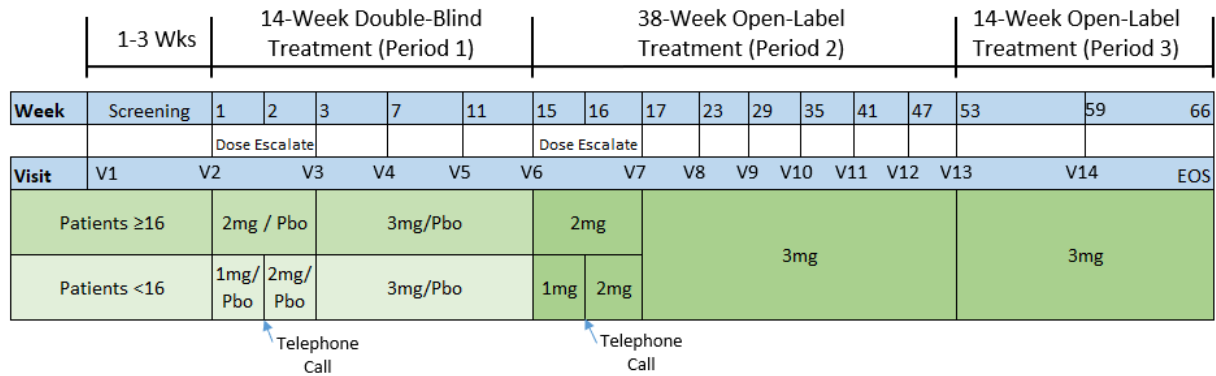 1-3 Wks
14-Week Double-Blind
Treatment (Period 1)
38-Week Open-Label
Treatment (Period 2)
14-Week Open-Label
Treatment (Period 3)
Week Screening 1 2 3 7 11 15 16 17 23 29 35 41 47 53 59 66
Dose Escalate Dose Escalate
Visit V1 V2 V3 V4 V5 V6 V7 V8 V9 V10 V11 V12 V13 V14 EOS
Patients ≥16 2mg / Pbo 3mg/Pbo 2mg
3mg 3mg
Patients <16 1mg/ 2mg/ 3mg/Pbo 1mg 2mg
Pbo Pbo
Telephone Telephone
Call Call